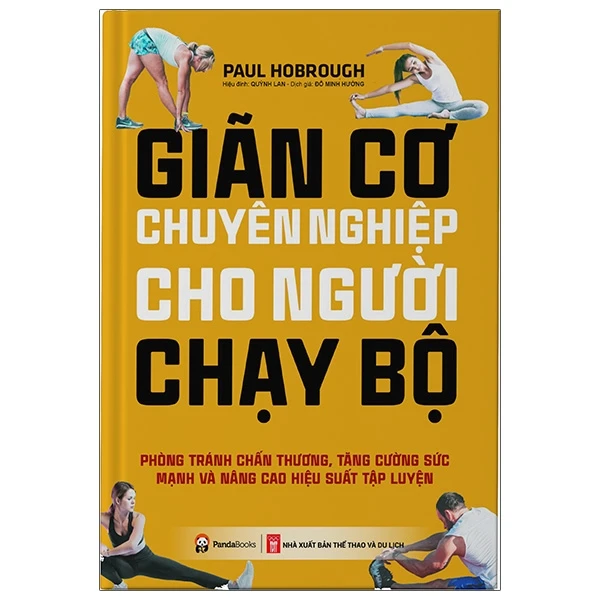 PAUL HOBROUGH
Hiệu đính: QUỲNH LAN - Dịch giả: ĐỖ MINH HƯỜNG
GIÃN CƠ
CHUYÊN NGHIỆP
CHO NGƯỜI
CHẠY BỘ
PHÒNG TRÁNH CHẤN THƯƠNG, TĂNG CƯỜNG SỨC
MẠNH VÀ NÂNG CAO HIỆU SUẤT TẬP LUYỆN
PandaBooks
NHÀ XUẤT BẢN THỂ THAO VÀ DU LỊCH